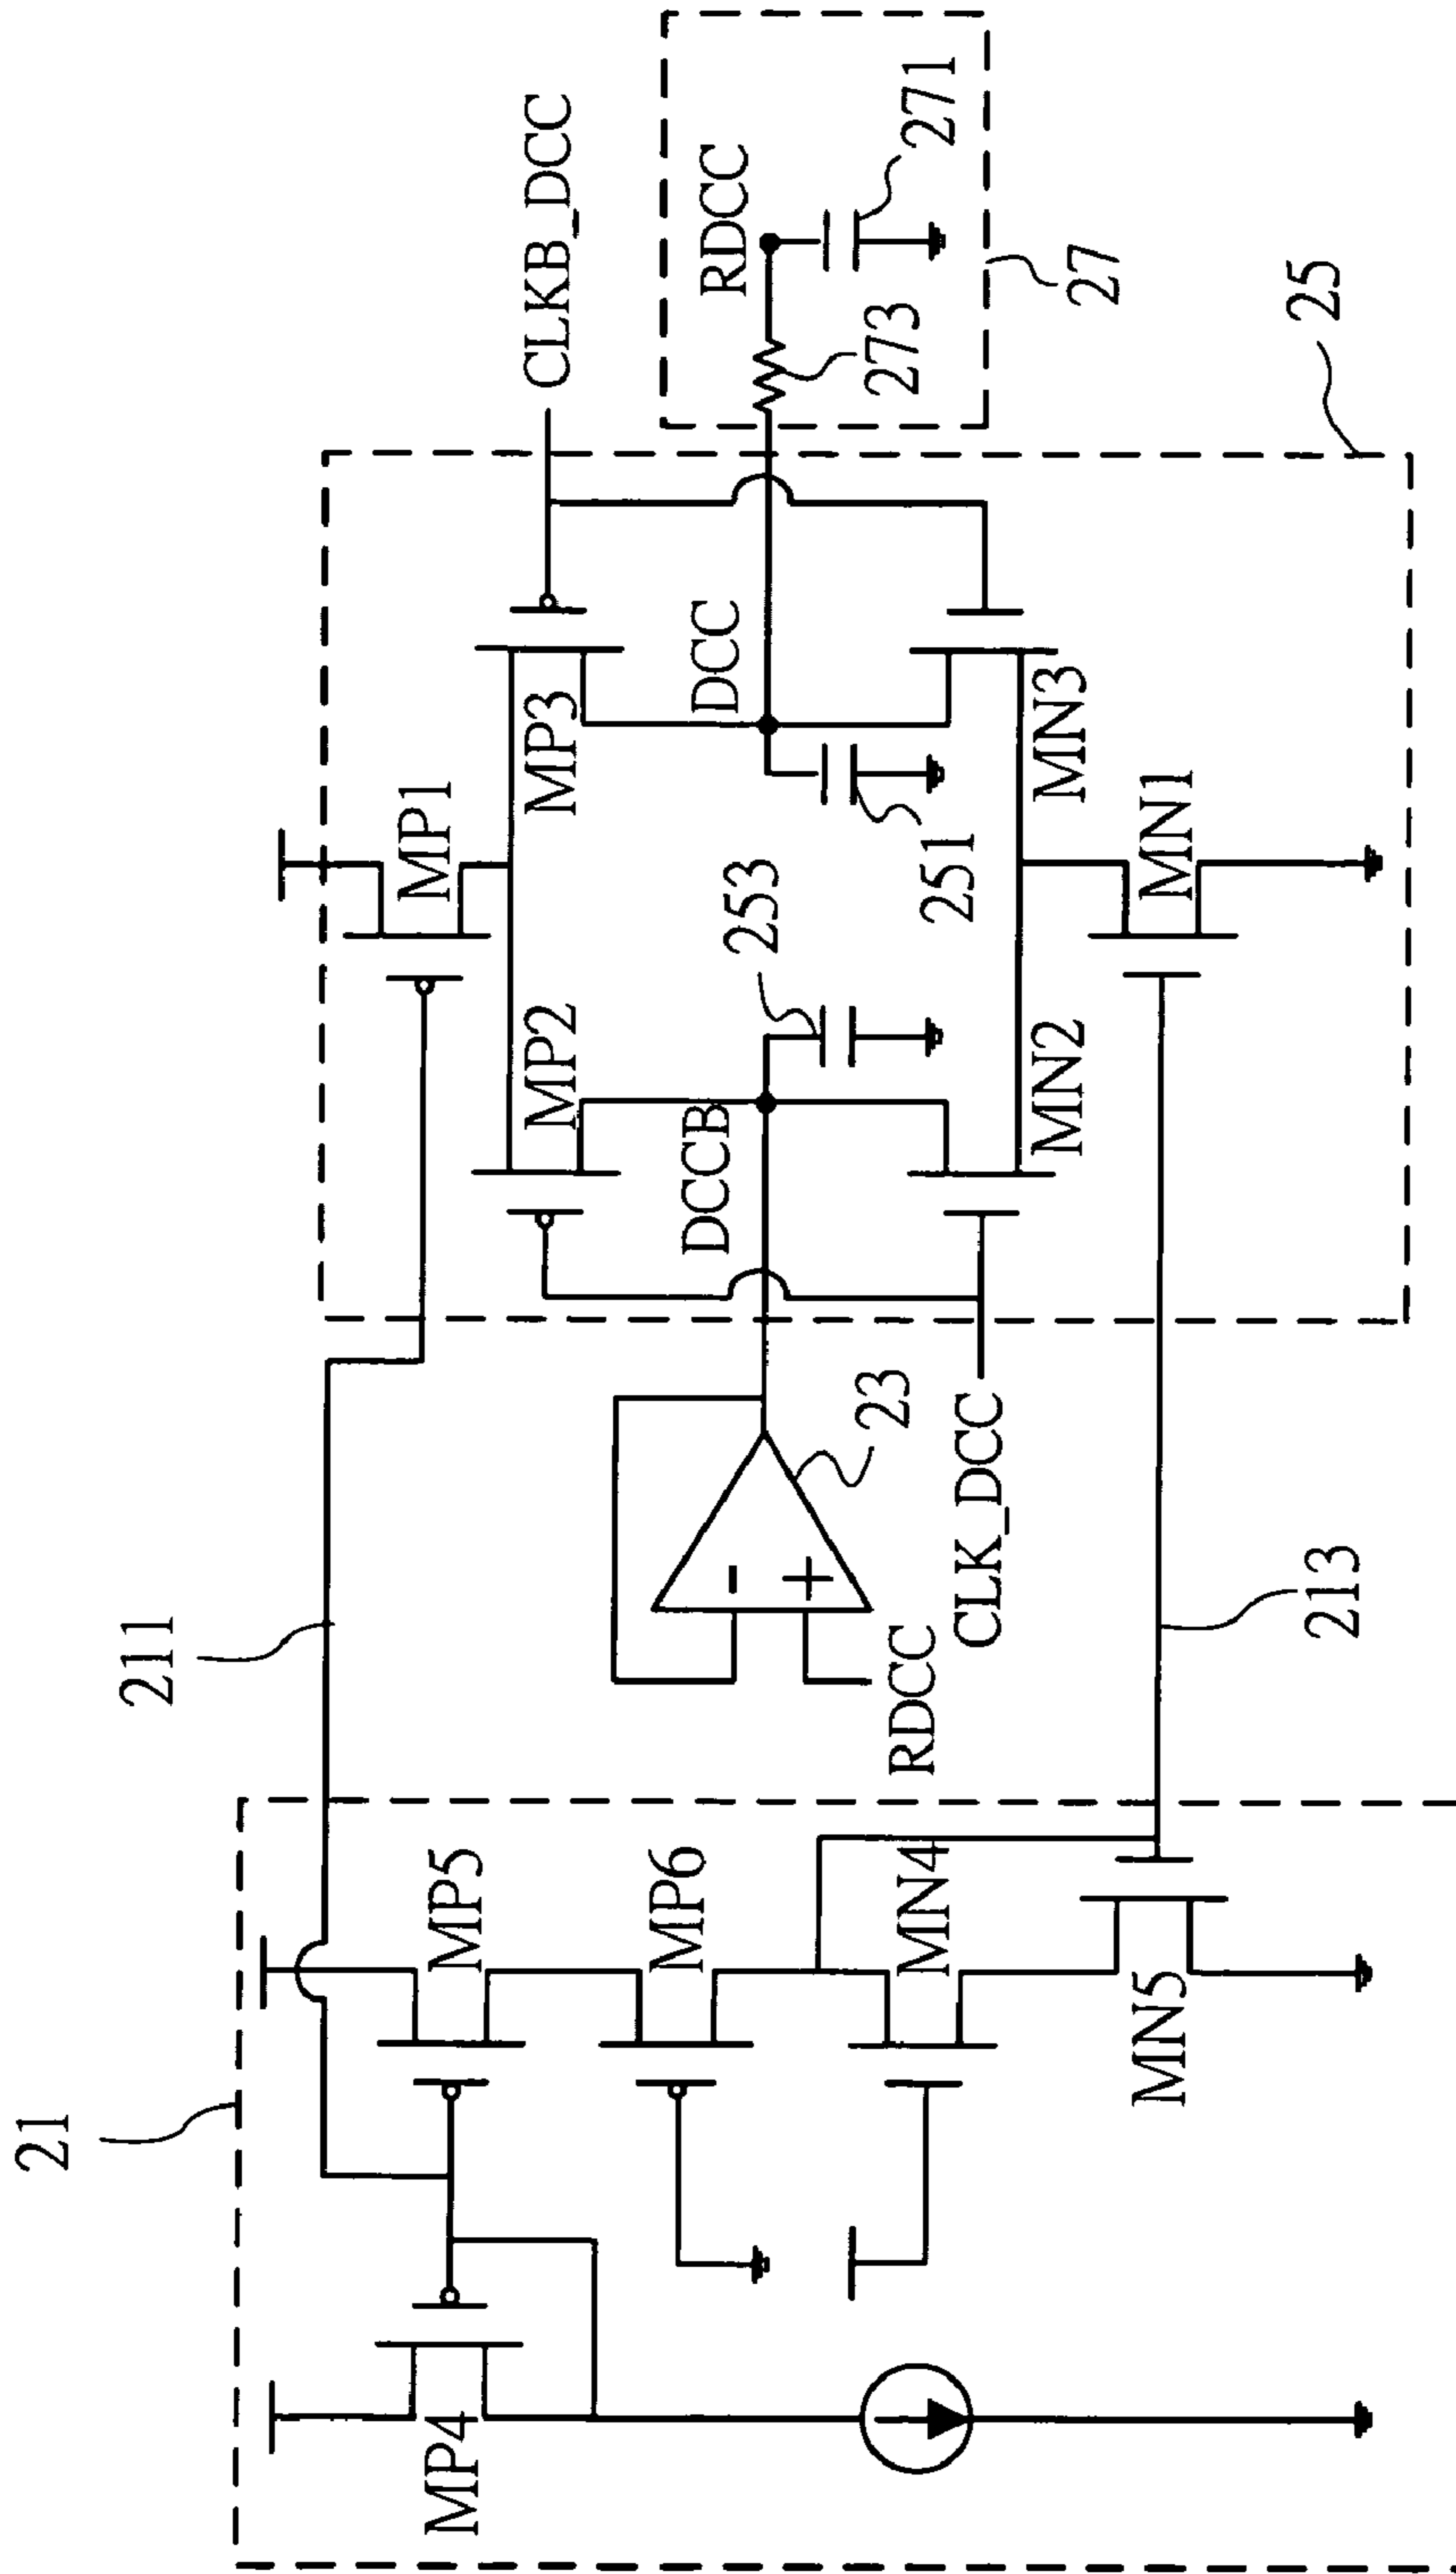 21
211
MP4
MP5
MP6
MN4
MN5
213
23
-
+
RDCC
CLK_DCC
MP1
MP2
MP3
DCCB
253
DCC
251
MN2
MN3
MN1
25
CLKB_DCC
RDCC
273
271
27